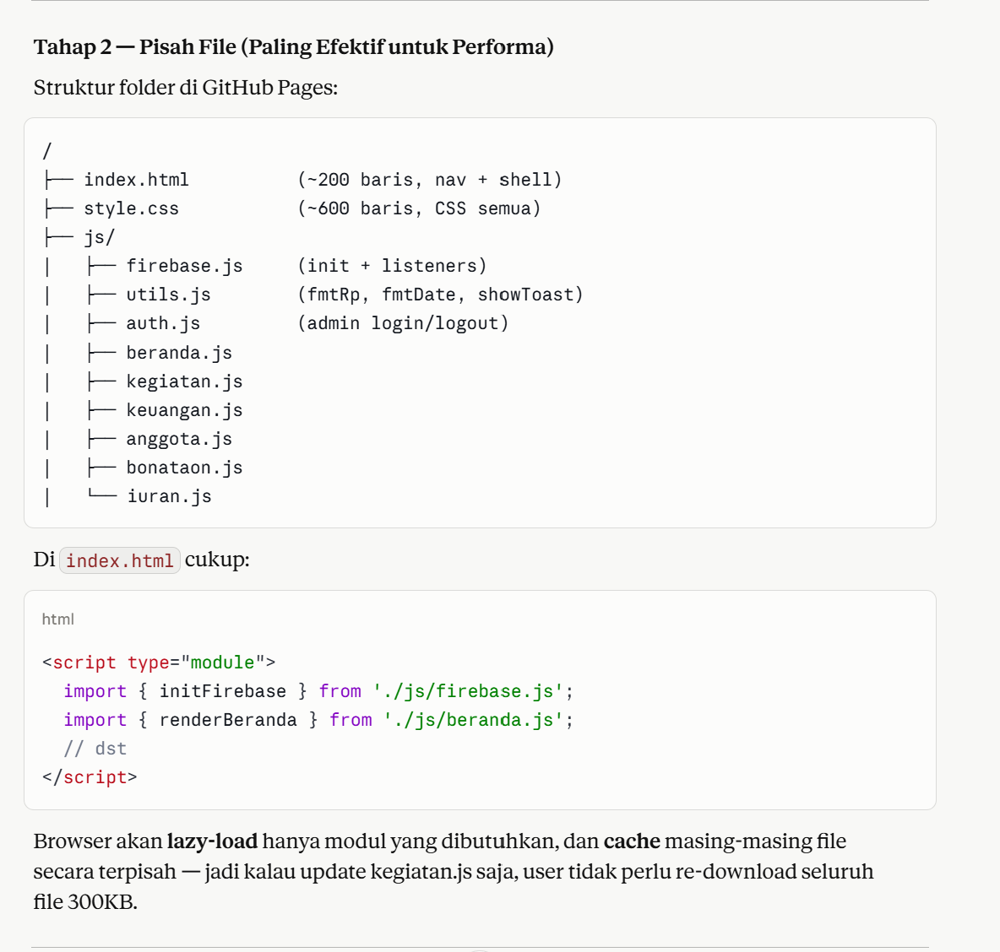 Tahap 2 — Pisah File (Paling Efektif untuk Performa)
Struktur folder di GitHub Pages:
/
├── index.html          (~200 baris, nav + shell)
├── style.css           (~600 baris, CSS semua)
├── js/
│   ├── firebase.js     (init + listeners)
│   ├── utils.js        (fmtRp, fmtDate, showToast)
│   ├── auth.js         (admin login/logout)
│   ├── beranda.js
│   ├── kegiatan.js
│   ├── keuangan.js
│   ├── anggota.js
│   ├── bonataon.js
│   └── iuran.js
Di index.html cukup:
html
<script type="module">
  import { initFirebase } from './js/firebase.js';
  import { renderBeranda } from './js/beranda.js';
  // dst
</script>
Browser akan lazy-load hanya modul yang dibutuhkan, dan cache masing-masing file
secara terpisah — jadi kalau update kegiatan.js saja, user tidak perlu re-download seluruh
file 300KB.